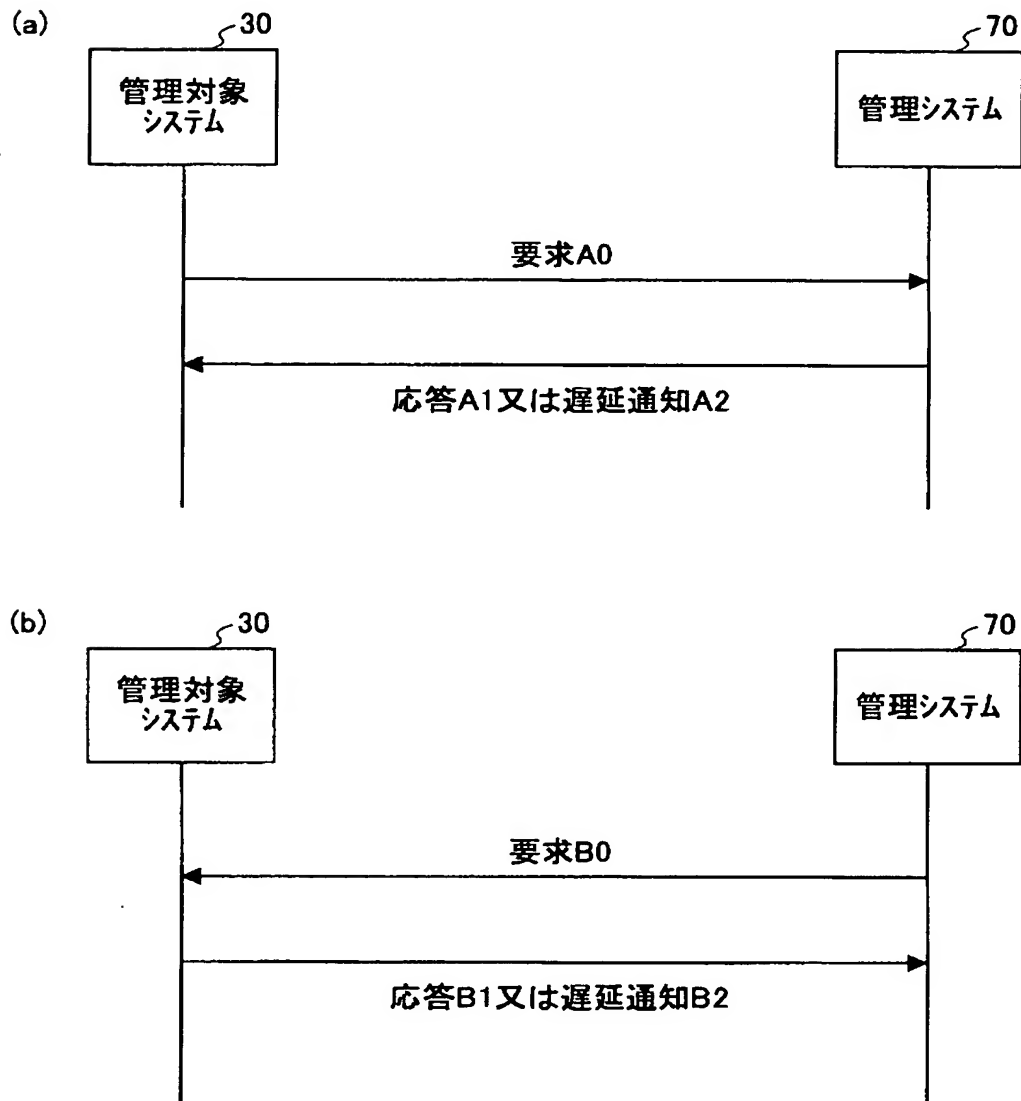 (a)
30
70
管理対象
システム
管理システム
要求A0
応答A1又は遅延通知A2
(b)
30
70
管理対象
システム
管理システム
要求B0
応答B1又は遅延通知B2